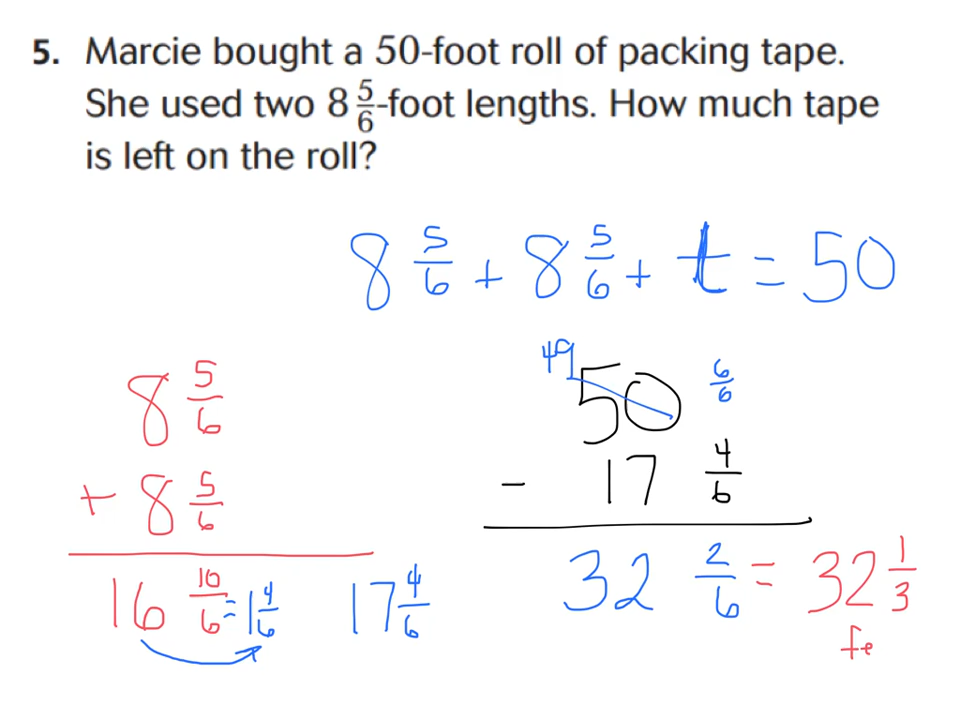 5. Marcie bought a 50-foot roll of packing tape.
She used two 8 5/6-foot lengths. How much tape
is left on the roll?
8 5/6 + 8 5/6 + t = 50
8 5/6
+ 8 5/6
16 10/6 = 1 4/6 17 4/6
49
50 6/6
- 17 4/6
32 2/6 = 32 1/3
fe